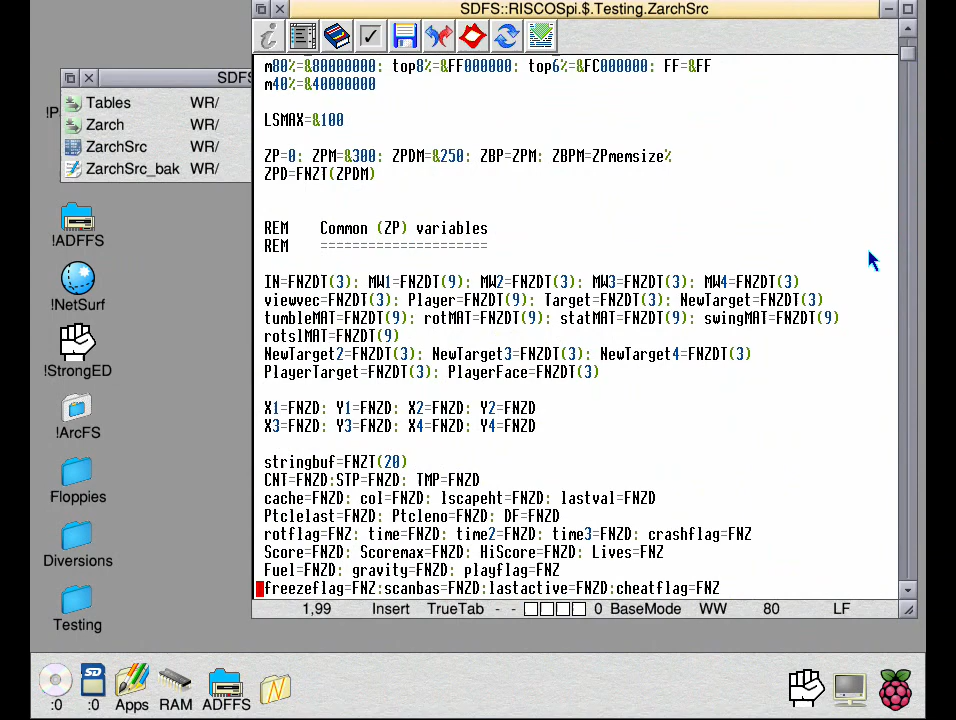 SDFS::RISCOSpi.$.Testing.ZarchSrc
m80%=&80000000: top8%=&FF000000: top6%=&FC000000: FF=&FF
m40%=&40000000
LSMAX=&100
ZP=0: ZPM=&300: ZPDM=&250: ZBP=ZPM: ZBPM=ZPmemsize%
ZPD=FNZT(ZPDM)
REM    Common (ZP) variables
REM    =====================
IN=FNZDT(3): MW1=FNZDT(9): MW2=FNZDT(3): MW3=FNZDT(3): MW4=FNZDT(3)
viewvec=FNZDT(3): Player=FNZDT(9): Target=FNZDT(3): NewTarget=FNZDT(3)
tumbleMAT=FNZDT(9): rotMAT=FNZDT(9): statMAT=FNZDT(9): swingMAT=FNZDT(9)
rotslMAT=FNZDT(9)
NewTarget2=FNZDT(3): NewTarget3=FNZDT(3): NewTarget4=FNZDT(3)
PlayerTarget=FNZDT(3): PlayerFace=FNZDT(3)
X1=FNZD: Y1=FNZD: X2=FNZD: Y2=FNZD
X3=FNZD: Y3=FNZD: X4=FNZD: Y4=FNZD
stringbuf=FNZT(20)
CNT=FNZD:STP=FNZD: TMP=FNZD
cache=FNZD: col=FNZD: lscapeht=FNZD: lastval=FNZD
Ptclelast=FNZD: Ptcleno=FNZD: DF=FNZD
rotflag=FNZ: time=FNZD: time2=FNZD: time3=FNZD: crashflag=FNZ
Score=FNZD: Scoremax=FNZD: HiScore=FNZD: Lives=FNZ
Fuel=FNZD: gravity=FNZD: playflag=FNZ
freezeflag=FNZ:scanbas=FNZD:lastactive=FNZD:cheatflag=FNZ
1,99 Insert TrueTab - - 0 BaseMode WW 80 LF
SDFS
Tables WR/
Zarch WR/
ZarchSrc WR/
ZarchSrc_bak WR/
!P
!ADFFS
!NetSurf
!StrongED
!ArcFS
Floppies
Diversions
Testing
:0 :0 Apps RAM ADFFS
SD